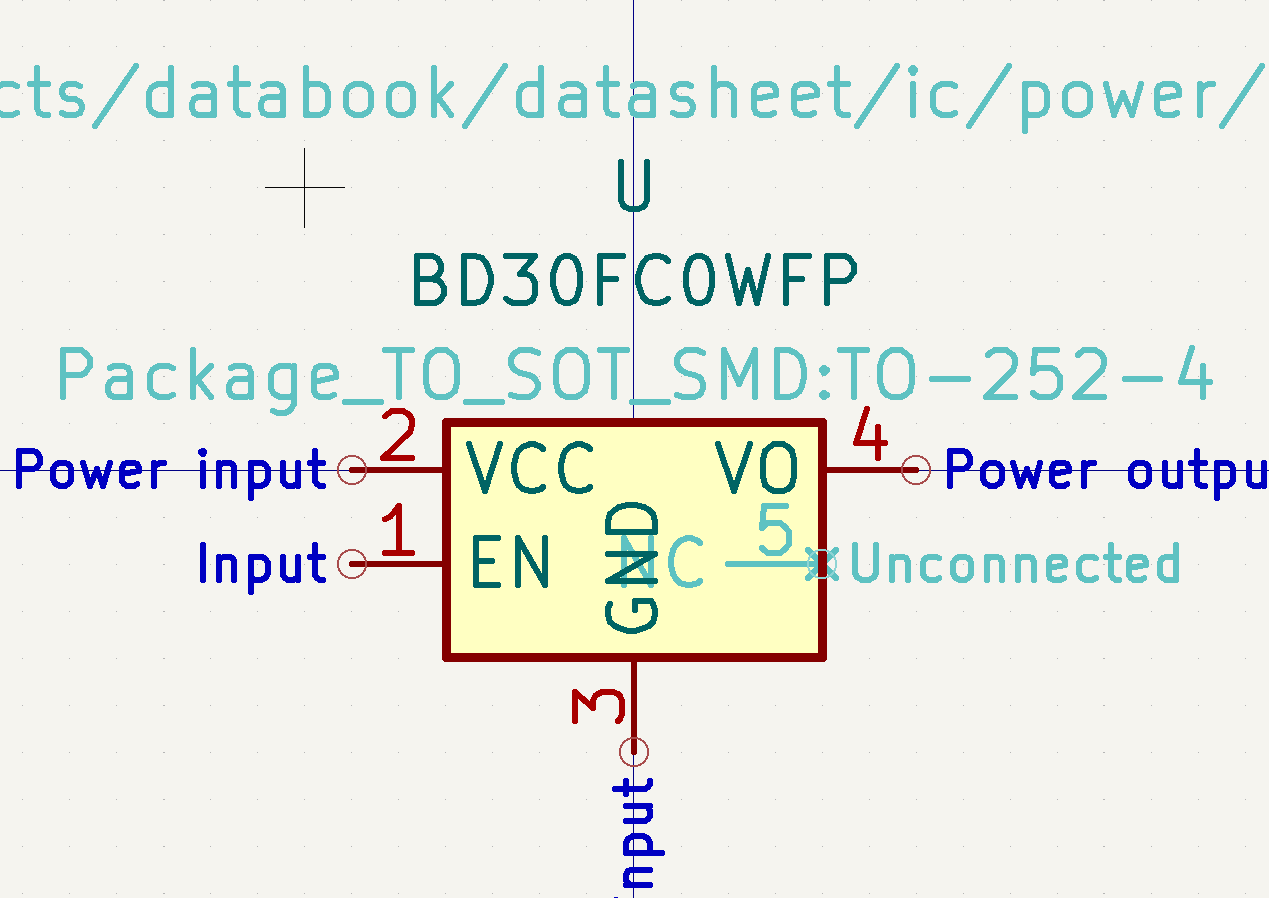 cts/databook/datasheet/ic/power/
U
BD30FC0WFP
Package_TO_SOT_SMD:TO-252-4
Power input 2 VCC VO 4 Power outpu
Input 1 EN GND NC 5 Unconnected
3
nput